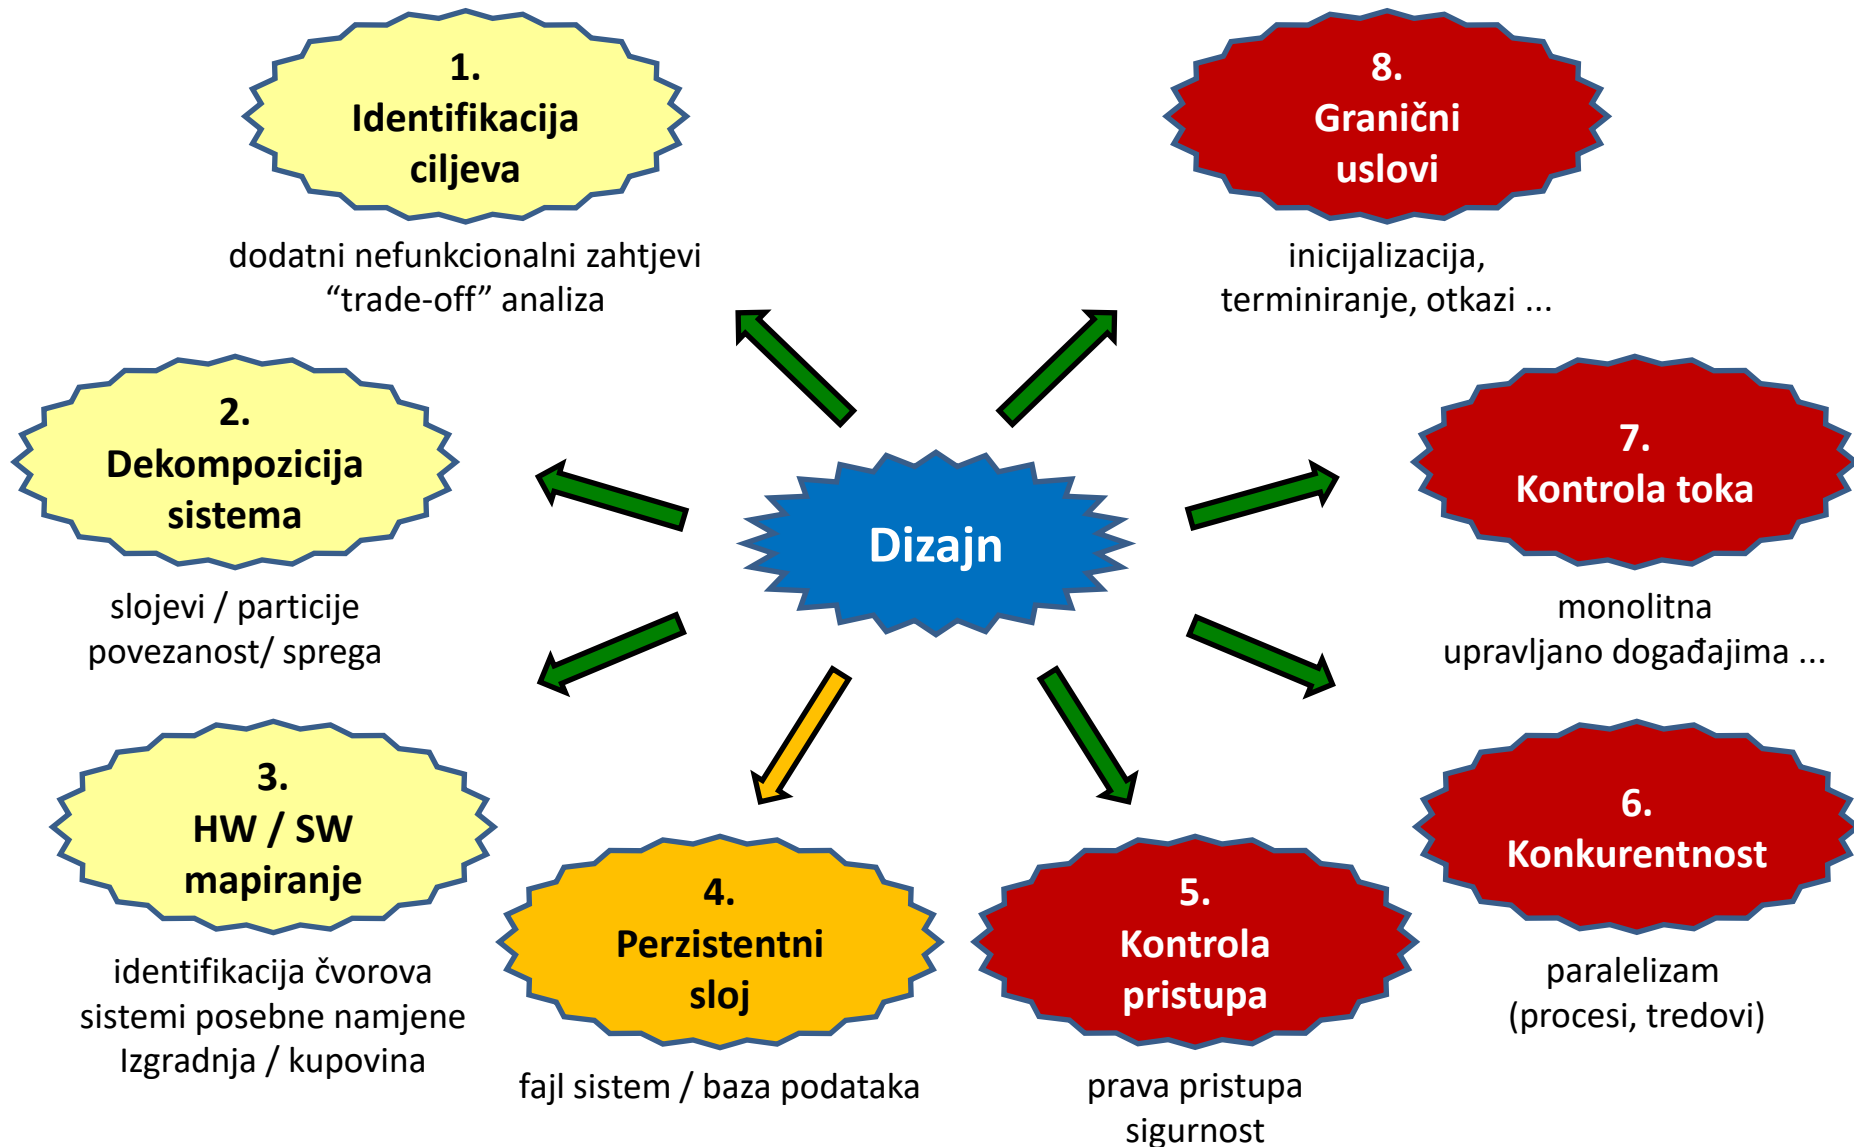 1.
Identifikacija
ciljeva
dodatni nefunkcionalni zahtjevi
“trade-off” analiza
2.
Dekompozicija
sistema
slojevi / particije
povezanost/ sprega
3.
HW / SW
mapiranje
identifikacija čvorova
sistemi posebne namjene
Izgradnja / kupovina
4.
Perzistentni
sloj
fajl sistem / baza podataka
5.
Kontrola
pristupa
prava pristupa
sigurnost
6.
Konkurentnost
paralelizam
(procesi, tredovi)
7.
Kontrola toka
monolitna
upravljano događajima ...
8.
Granični
uslovi
inicijalizacija,
terminiranje, otkazi ...
Dizajn